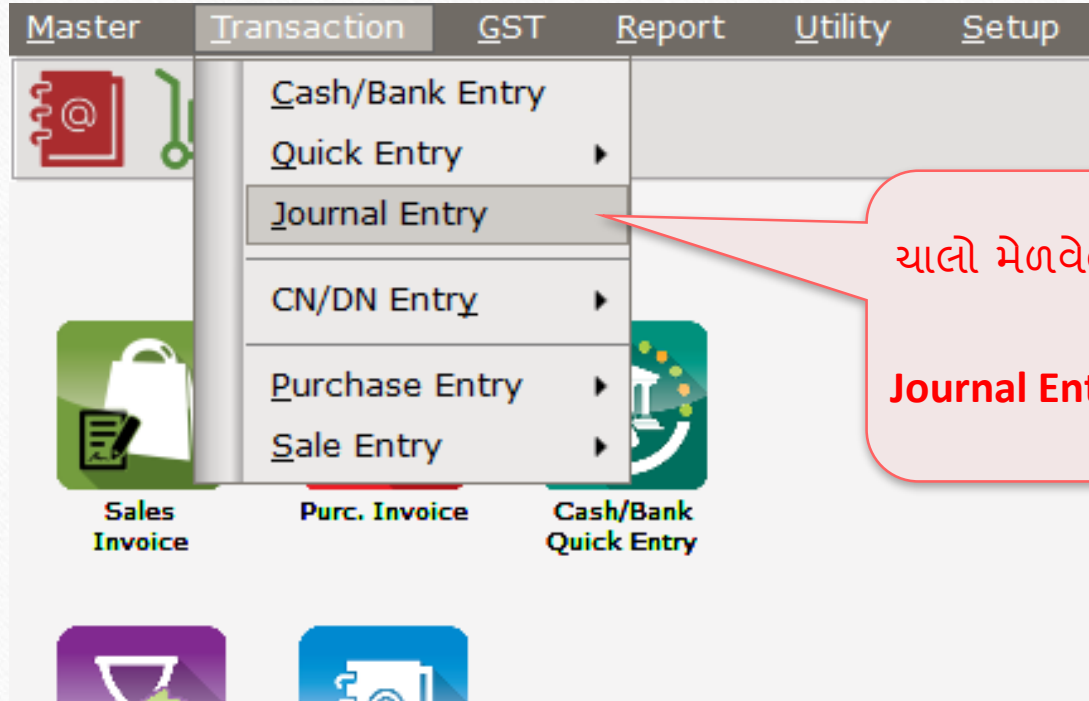 Master Transaction GST Report Utility Setup
Cash/Bank Entry
Quick Entry
Journal Entry
CN/DN Entry
Purchase Entry
Sale Entry
ચાલો
Journal
Sales
Invoice
Purc. Invoice
Cash/Bank
Quick Entry